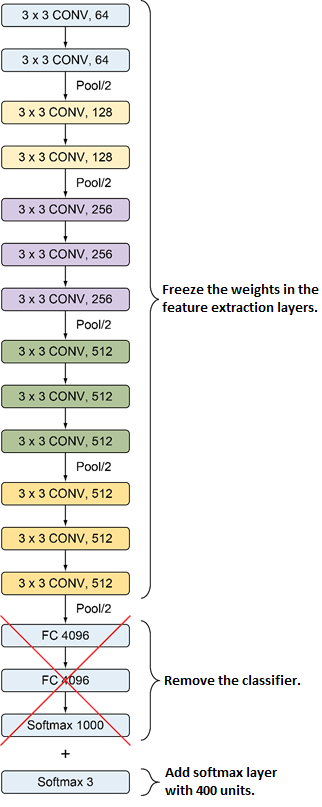 3 x 3 CONV, 64
3 x 3 CONV, 64
Pool/2
3 x 3 CONV, 128
3 x 3 CONV, 128
Pool/2
3 x 3 CONV, 256
3 x 3 CONV, 256
3 x 3 CONV, 256
Pool/2
3 x 3 CONV, 512
3 x 3 CONV, 512
3 x 3 CONV, 512
Pool/2
3 x 3 CONV, 512
3 x 3 CONV, 512
3 x 3 CONV, 512
Pool/2
Freeze the weights in the
feature extraction layers.
FC 4096
FC 4096
Softmax 1000
Remove the classifier.
+
Softmax 3
Add softmax layer
with 400 units.